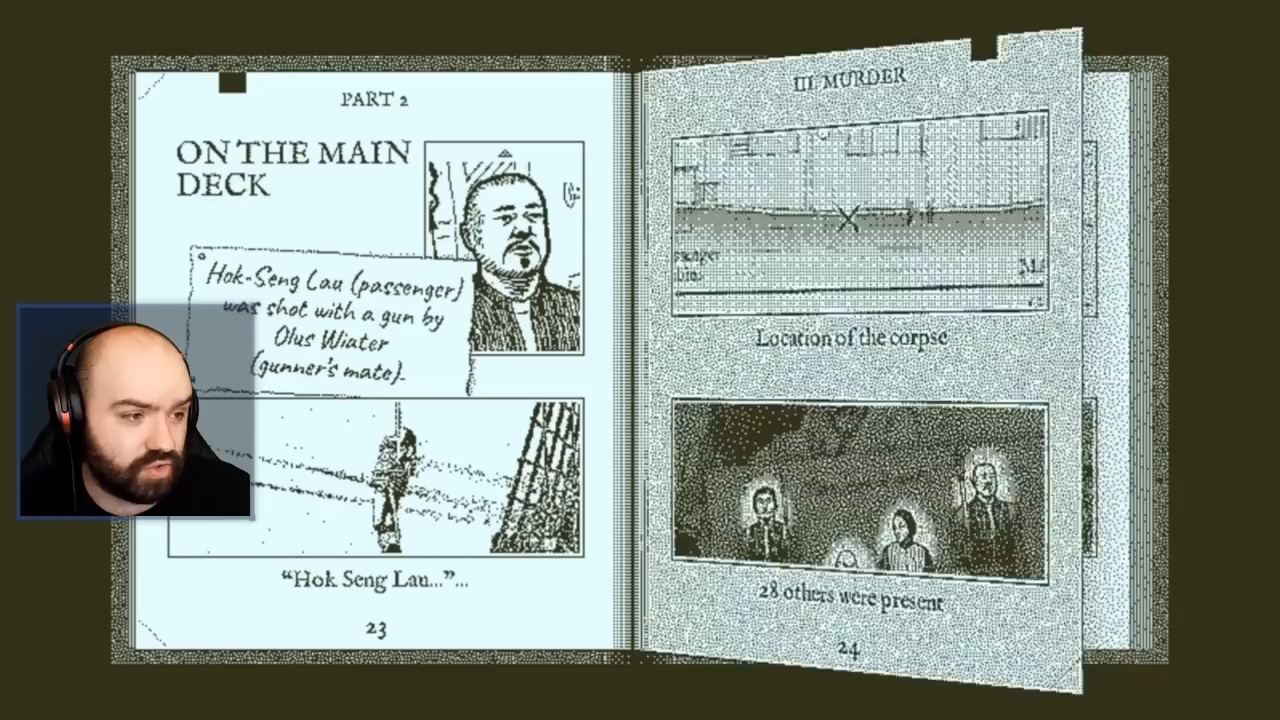 PART 2
ON THE MAIN
DECK
Hok-Seng Lau (passenger)
was shot with a gun by
Olus Wiater
(gunner's mate).
“Hok Seng Lau...”...
23
III. MURDER
Location of the corpse
28 others were present
24